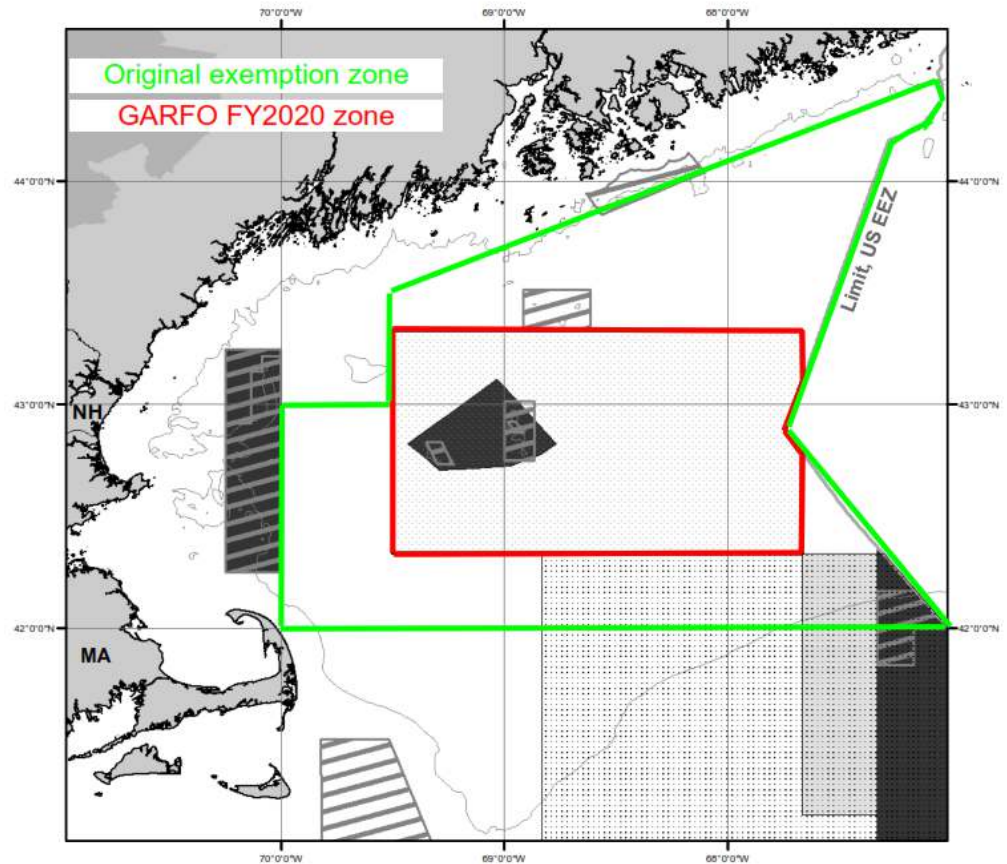 70°0'0"W 69°0'0"W 68°0'0"W
Original exemption zone
GARFO FY2020 zone
44°0'0"N 44°0'0"N
Limit, US EEZ
43°0'0"N NH 43°0'0"N
42°0'0"N 42°0'0"N
MA
70°0'0"W 69°0'0"W 68°0'0"W